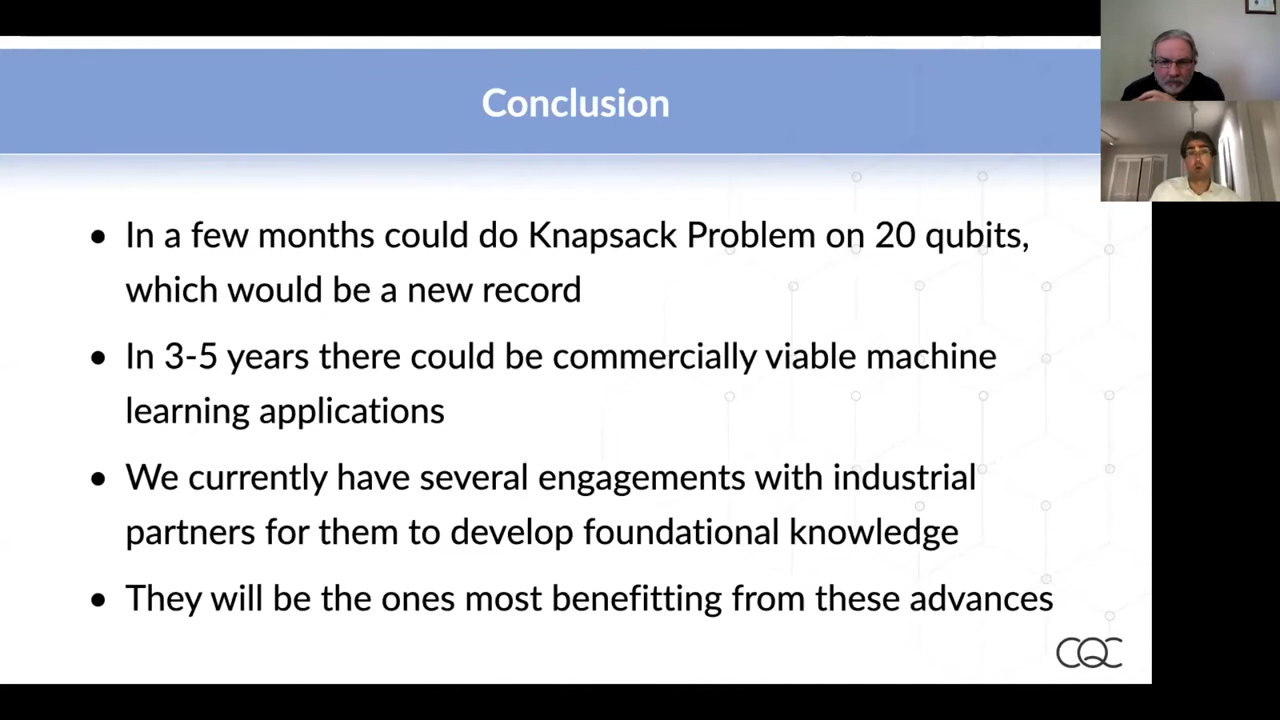 Conclusion
• In a few months could do Knapsack Problem on 20 qubits,
which would be a new record
• In 3-5 years there could be commercially viable machine
learning applications
• We currently have several engagements with industrial
partners for them to develop foundational knowledge
• They will be the ones most benefitting from these advances
CQC